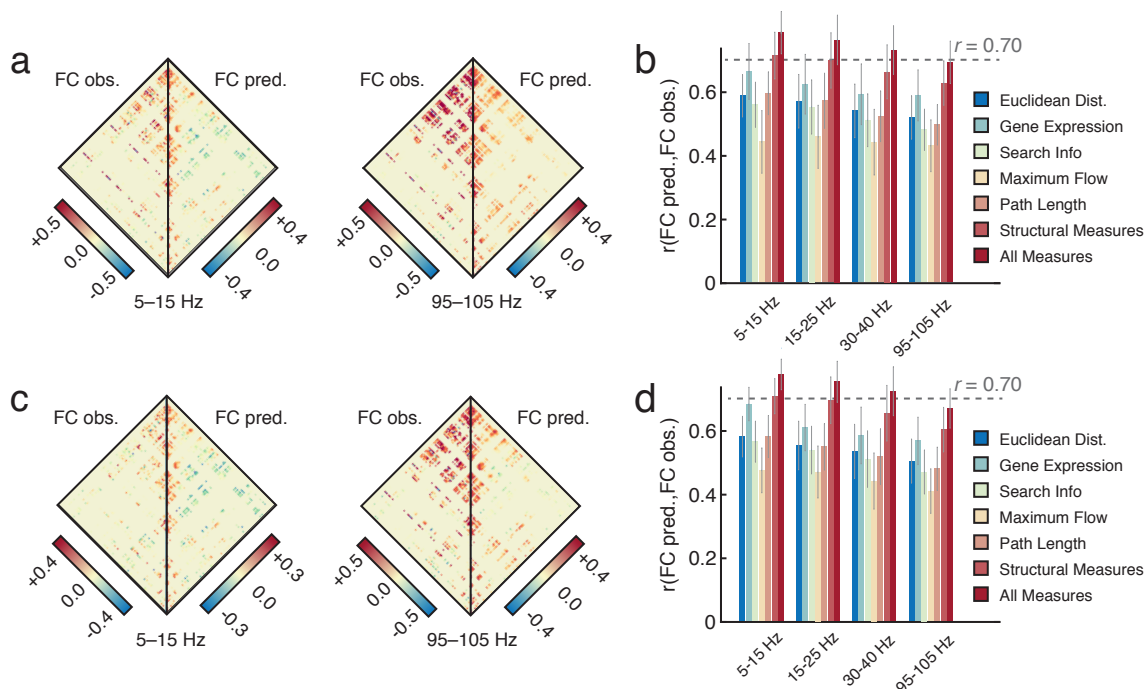 a
FC obs.
FC pred.
+0.5
0.0
-0.5
+0.4
0.0
-0.4
5–15 Hz
FC obs.
FC pred.
+0.5
0.0
-0.5
+0.4
0.0
-0.4
95–105 Hz
b
r(FC pred.,FC obs.)
0.6
0.4
0.2
0
r = 0.70
5-15 Hz
15-25 Hz
30-40 Hz
95-105 Hz
Euclidean Dist.
Gene Expression
Search Info
Maximum Flow
Path Length
Structural Measures
All Measures
c
FC obs.
FC pred.
+0.4
0.0
-0.4
+0.3
0.0
-0.3
5–15 Hz
FC obs.
FC pred.
+0.5
0.0
-0.5
+0.4
0.0
-0.4
95–105 Hz
d
r(FC pred.,FC obs.)
0.6
0.4
0.2
0
r = 0.70
5-15 Hz
15-25 Hz
30-40 Hz
95-105 Hz
Euclidean Dist.
Gene Expression
Search Info
Maximum Flow
Path Length
Structural Measures
All Measures